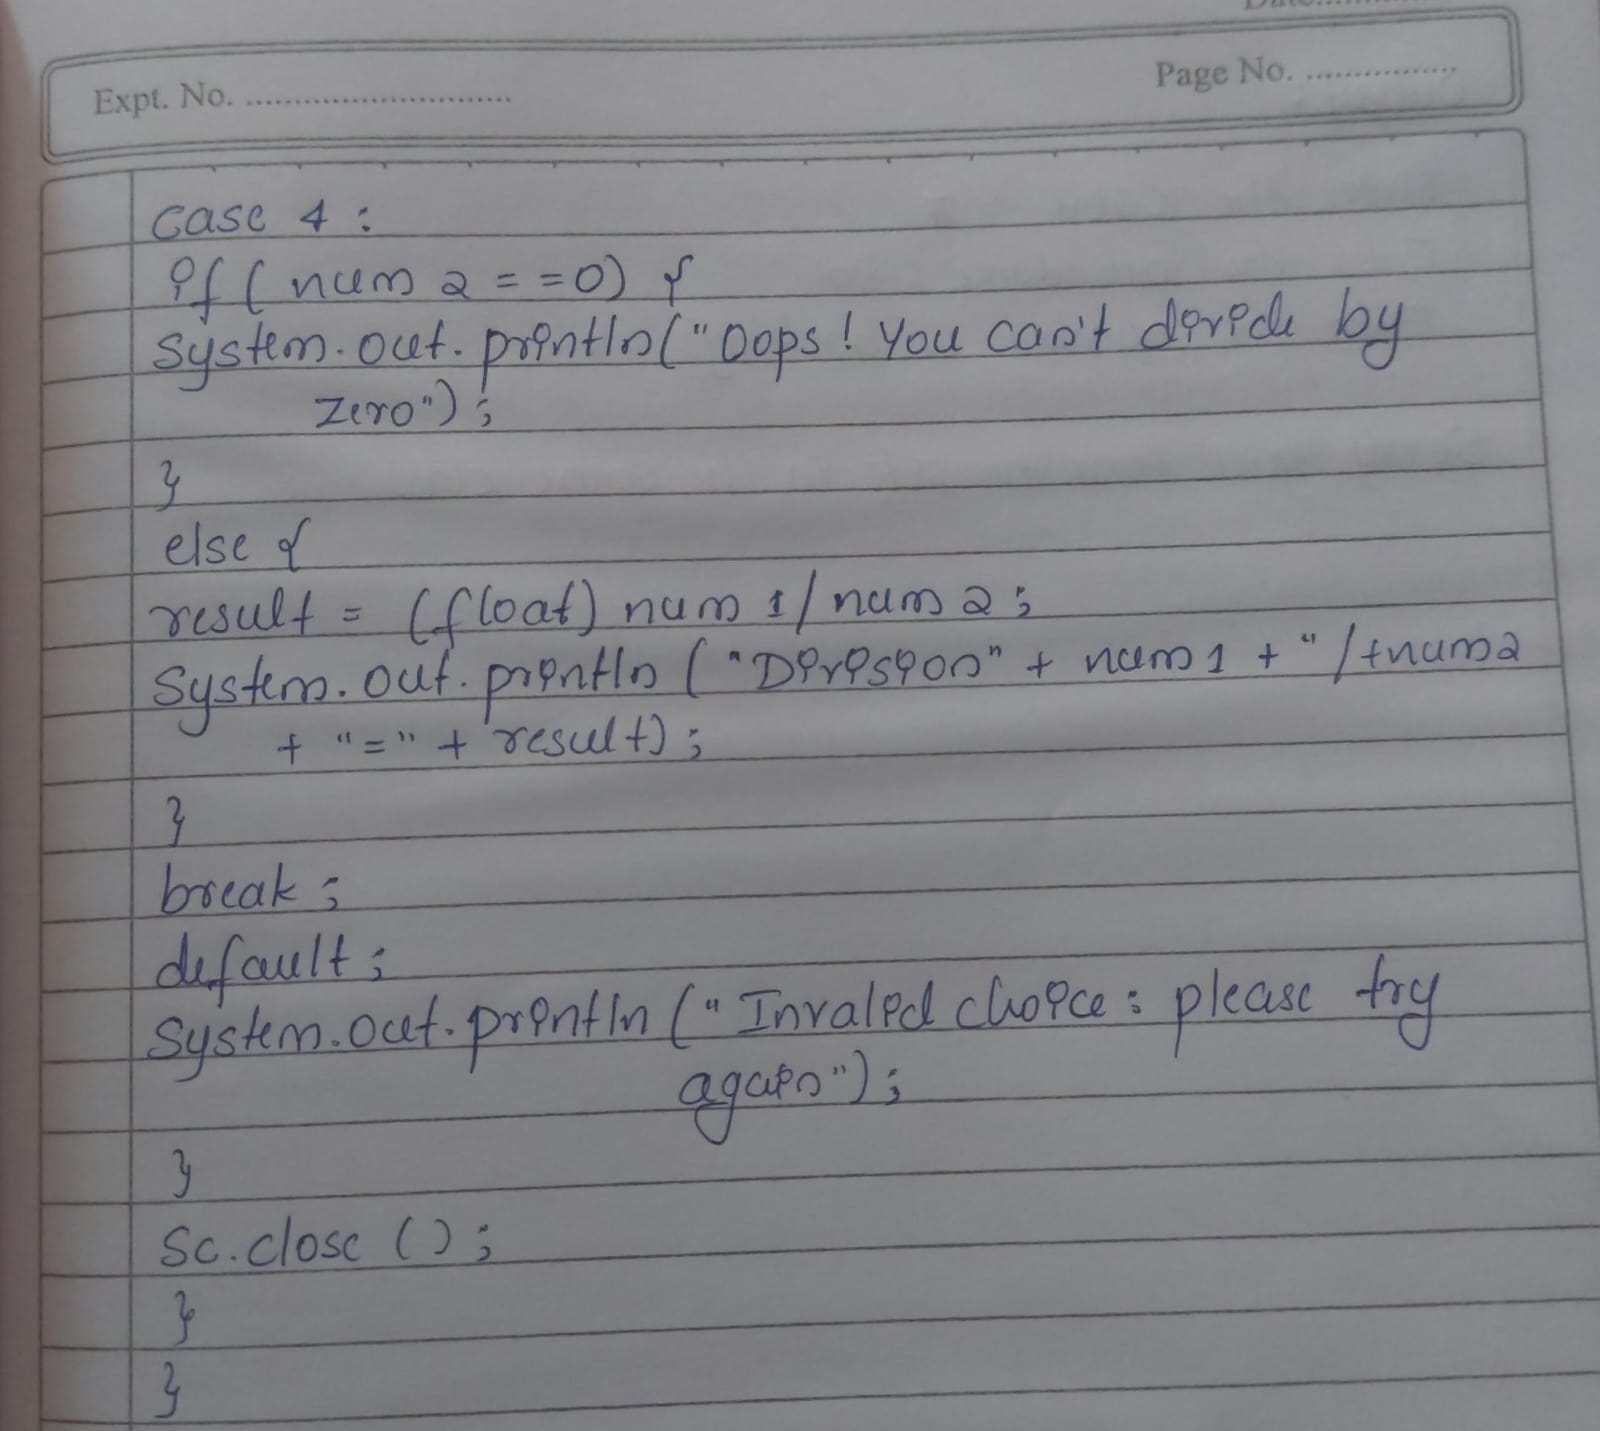 Expt. No. ............................
Page No. ................
case 4 :
if ( num 2 = = 0) {
System.out.println("Oops ! You can't divide by
zero") ;
}
else {
result = (float) num 1 / num 2 ;
System.out.println ( "Division" + num 1 + " /+num2
+ "=" + result) ;
}
break ;
default ;
System.out.println (" Invalid choice : please try
again") ;
}
Sc.close () ;
}
}